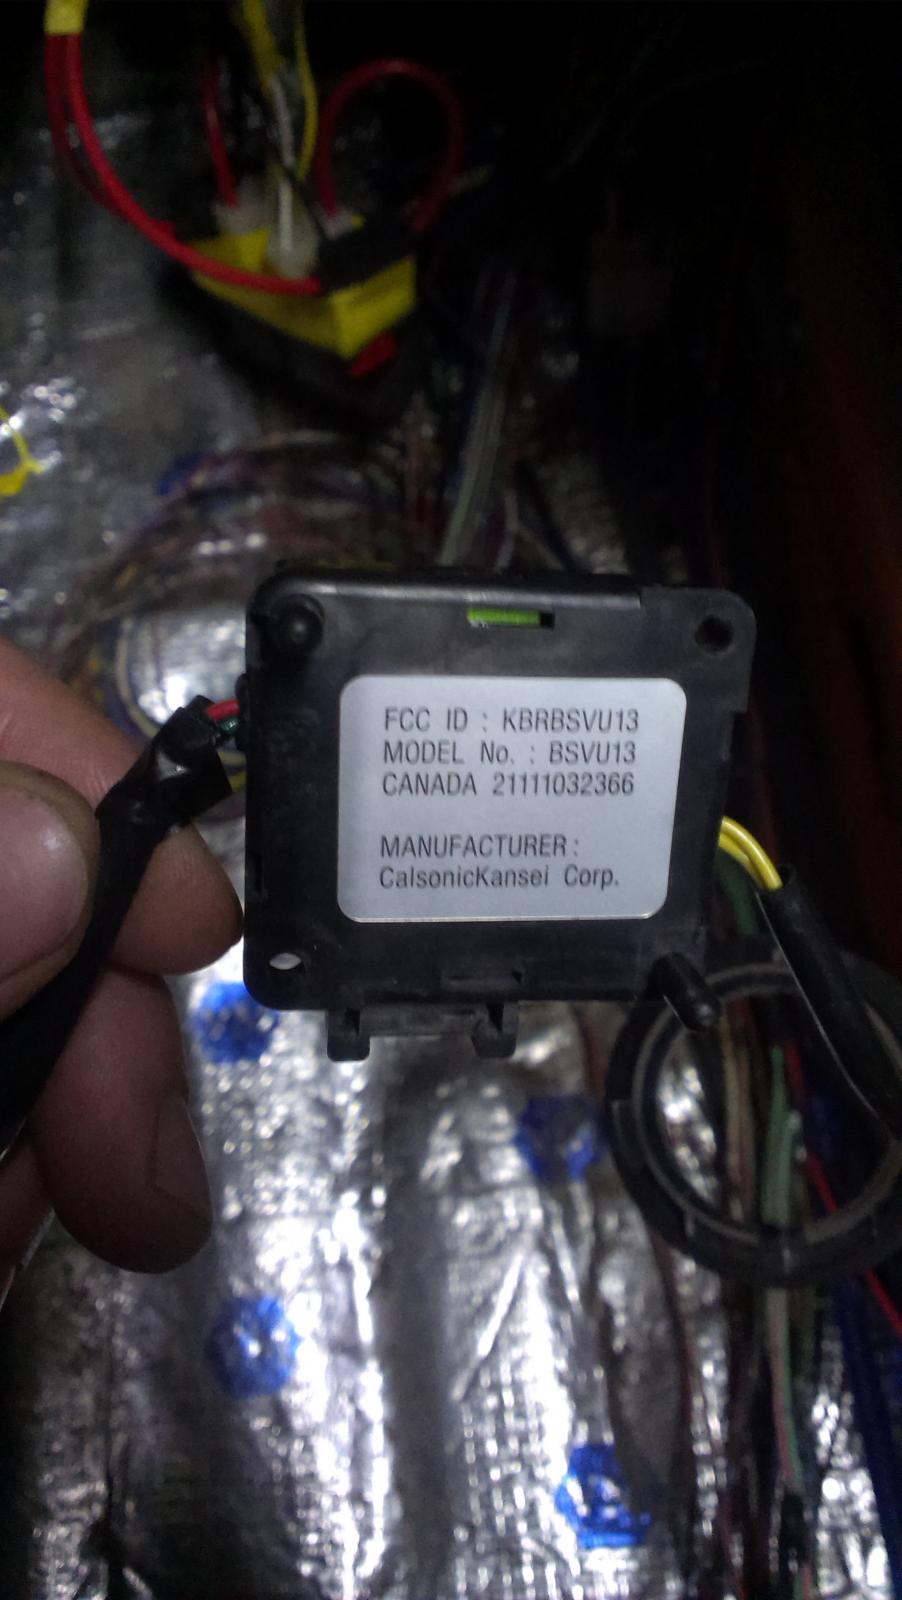 FCC ID : KBRBSVU13
MODEL No. : BSVU13
CANADA 21111032366
MANUFACTURER :
CalsonicKansei Corp.